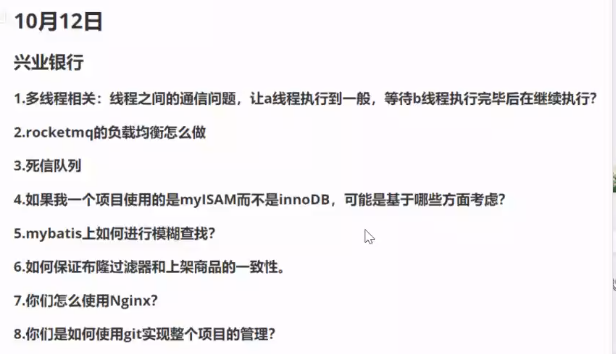 10月12日
兴业银行
1.多线程相关：线程之间的通信问题，让a线程执行到一般，等待b线程执行完毕后在继续执行？
2.rocketmq的负载均衡怎么做
3.死信队列
4.如果我一个项目使用的是myISAM而不是innoDB，可能是基于哪些方面考虑？
5.mybatis上如何进行模糊查找？
6.如何保证布隆过滤器和上架商品的一致性。
7.你们怎么使用Nginx？
8.你们是如何使用git实现整个项目的管理？